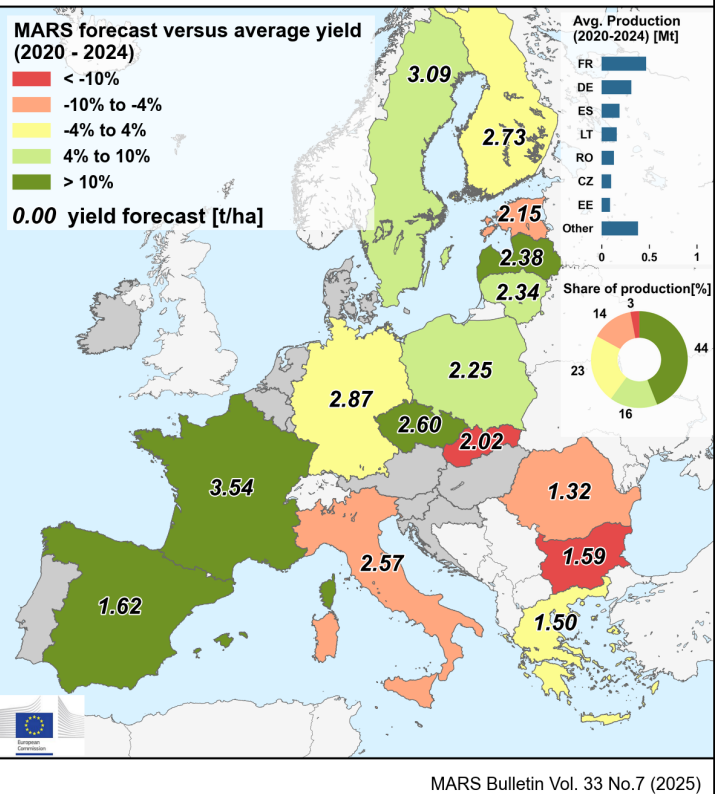 MARS forecast versus average yield
(2020 - 2024)
< -10%
-10% to -4%
-4% to 4%
4% to 10%
> 10%
0.00 yield forecast [t/ha]
Avg. Production
(2020-2024) [Mt]
FR
DE
ES
LT
RO
CZ
EE
Other
0 0.5 1
Share of production[%]
3
14
44
23
16
3.09
2.73
2.15
2.38
2.34
2.25
2.87
2.60
2.02
3.54
1.32
2.57
1.59
1.62
1.50
European
Commission
MARS Bulletin Vol. 33 No.7 (2025)